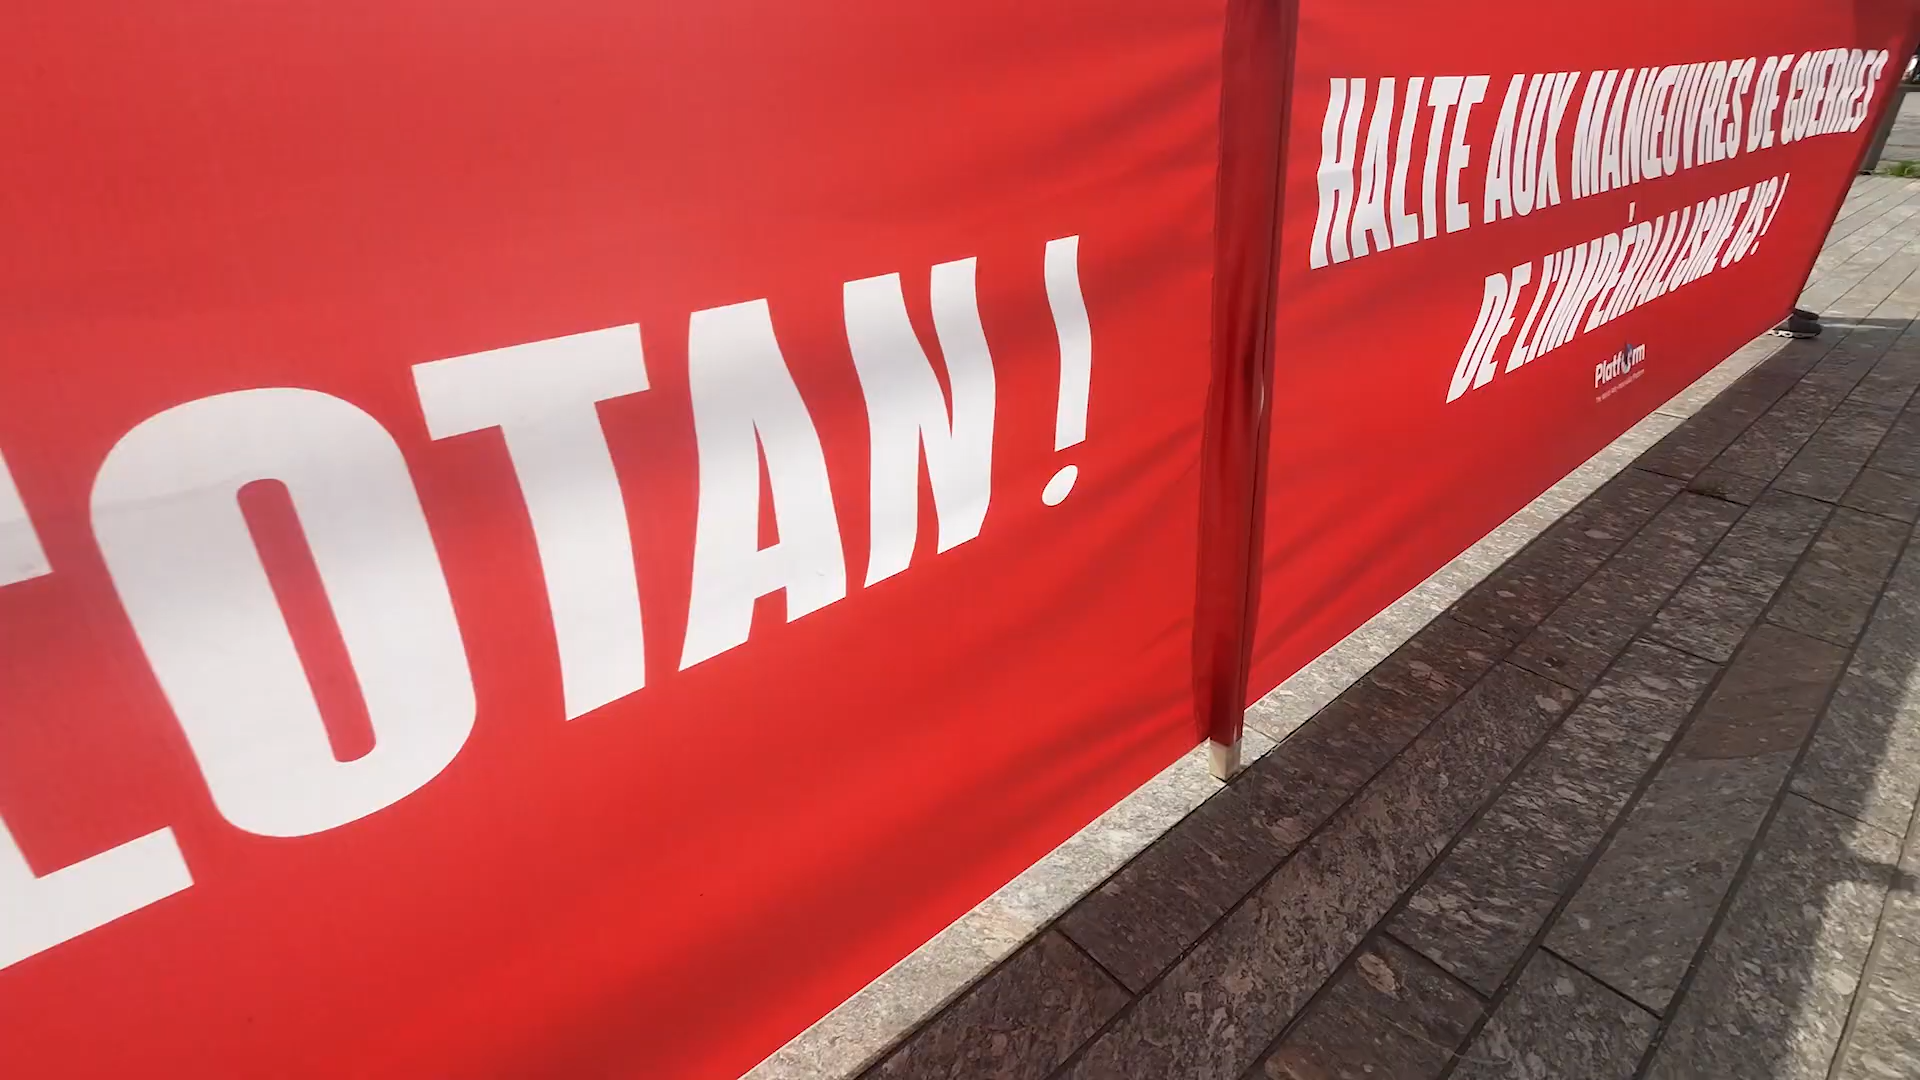 OTAN !
HALTE AUX MANŒUVRES DE GUERRES
DE L'IMPÉRIALISME US !
Platform